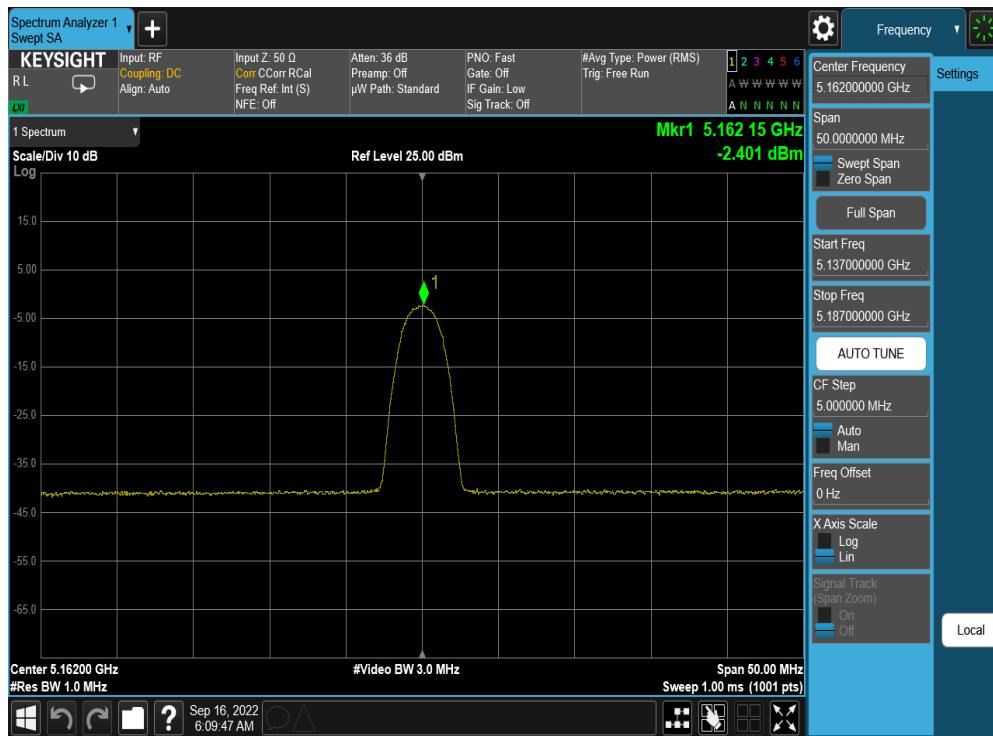 Spectrum Analyzer 1
Swept SA
Frequency
KEYSIGHT
R L
LXI
Input: RF
Coupling: DC
Align: Auto
Input Z: 50 Ω
Corr CCorr RCal
Freq Ref: Int (S)
NFE: Off
Atten: 36 dB
Preamp: Off
µW Path: Standard
PNO: Fast
Gate: Off
IF Gain: Low
Sig Track: Off
#Avg Type: Power (RMS)
Trig: Free Run
1 2 3 4 5 6
A W W W W W
A N N N N N
1 Spectrum
Scale/Div 10 dB
Log
Ref Level 25.00 dBm
Mkr1 5.162 15 GHz
-2.401 dBm
15.0
5.00
-5.00
-15.0
-25.0
-35.0
-45.0
-55.0
-65.0
1
Center 5.16200 GHz
#Res BW 1.0 MHz
#Video BW 3.0 MHz
Span 50.00 MHz
Sweep 1.00 ms (1001 pts)
Sep 16, 2022
6:09:47 AM
?
Center Frequency
5.162000000 GHz
Settings
Span
50.0000000 MHz
Swept Span
Zero Span
Full Span
Start Freq
5.137000000 GHz
Stop Freq
5.187000000 GHz
AUTO TUNE
CF Step
5.000000 MHz
Auto
Man
Freq Offset
0 Hz
X Axis Scale
Log
Lin
Signal Track
(Span Zoom)
On
Off
Local